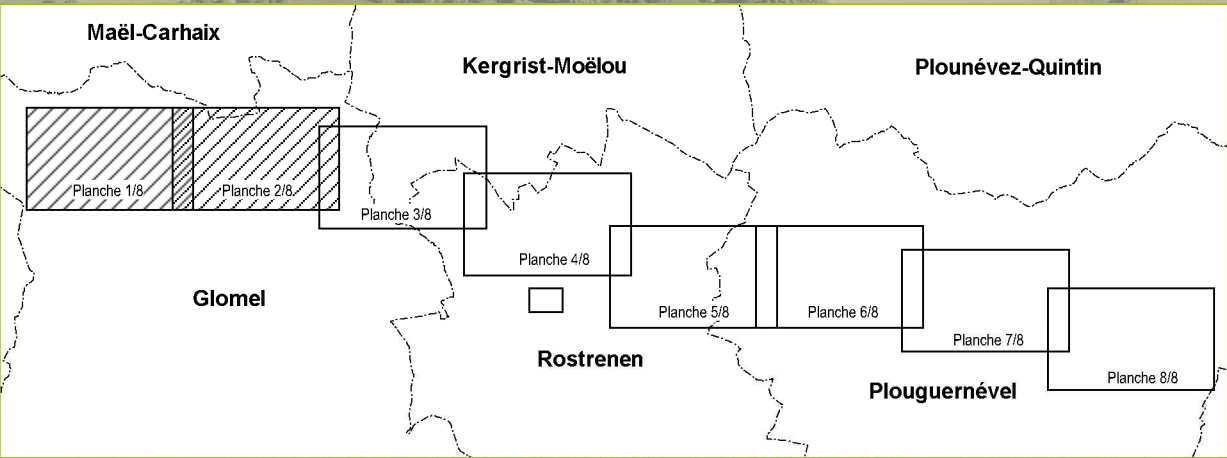 Maël-Carhaix
Kergrist-Moëlou
Plounévez-Quintin
Planche 1/8
Planche 2/8
Planche 3/8
Planche 4/8
Glomel
Planche 5/8
Planche 6/8
Planche 7/8
Rostrenen
Planche 8/8
Plouguernével